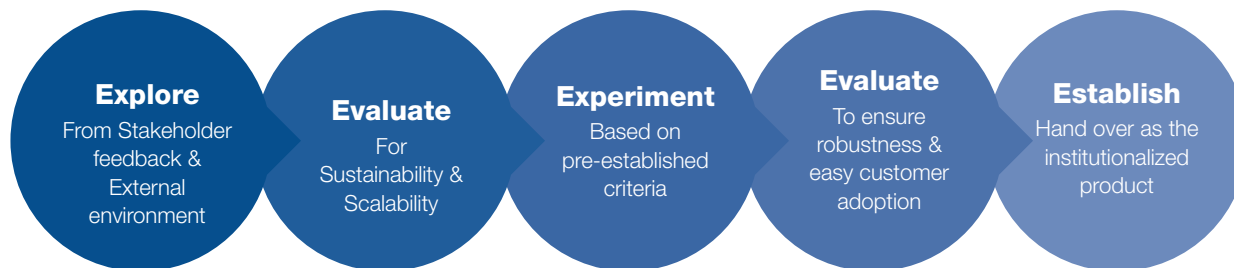 Explore
From Stakeholder
feedback &
External
environment
Evaluate
For
Sustainability &
Scalability
Experiment
Based on
pre-established
criteria
Evaluate
To ensure
robustness &
easy customer
adoption
Establish
Hand over as the
institutionalized
product